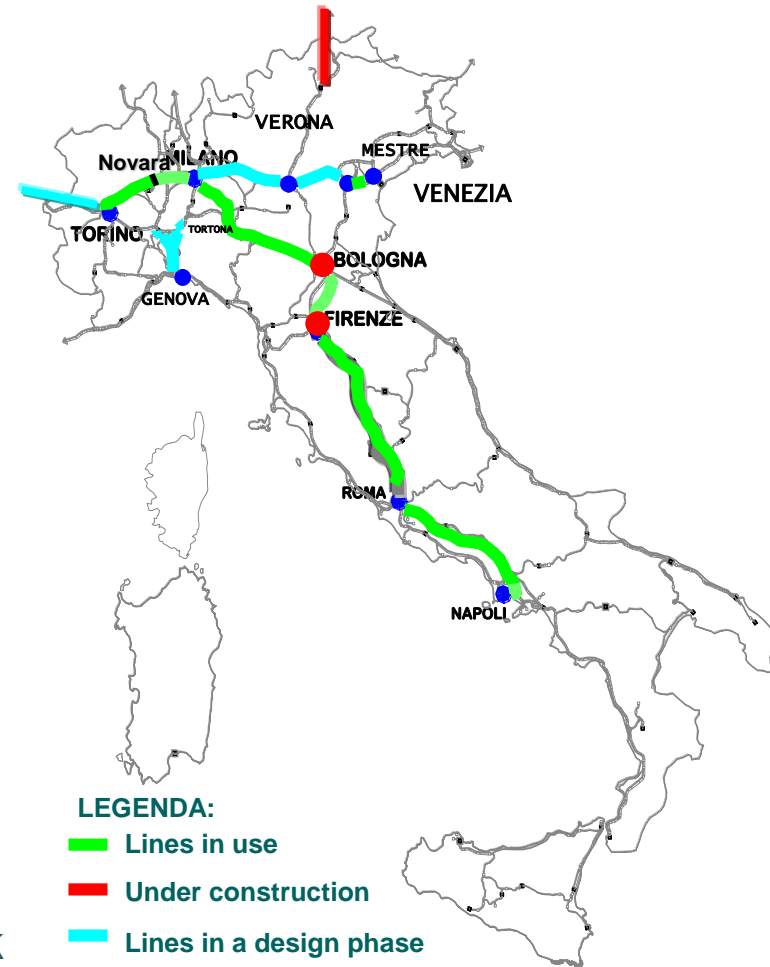 VERONA
MESTRE
Novara
MILANO
VENEZIA
TORINO
TORTONA
BOLOGNA
GENOVA
FIRENZE
ROMA
NAPOLI
LEGENDA:
Lines in use
Under construction
Lines in a design phase